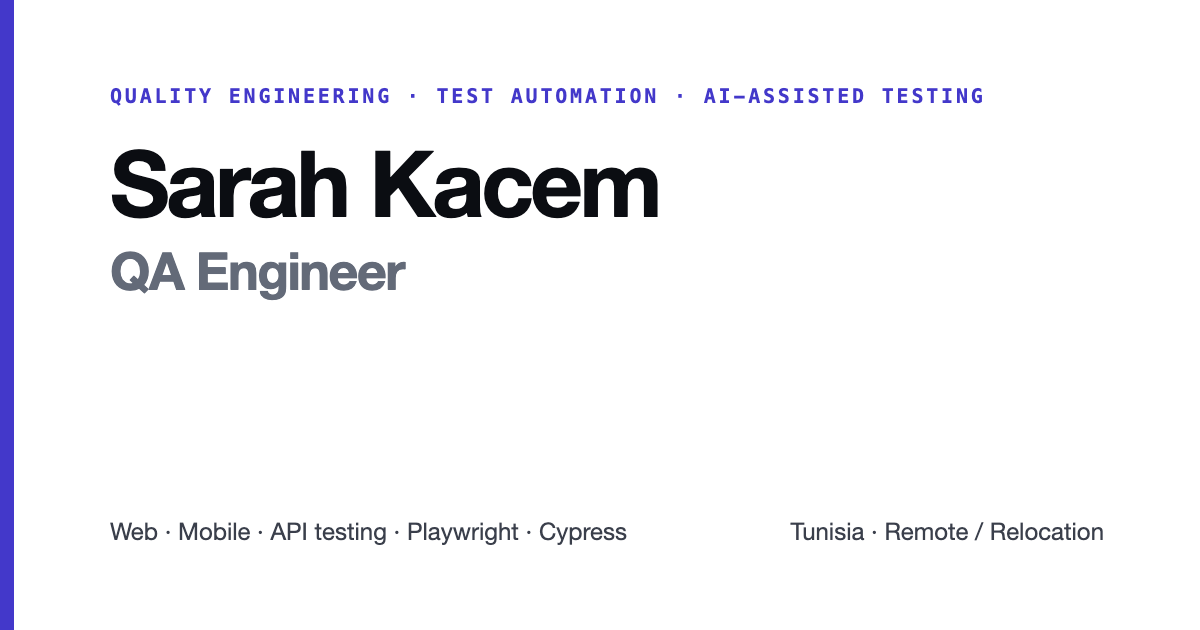 QUALITY ENGINEERING · TEST AUTOMATION · AI-ASSISTED TESTING
Sarah Kacem
QA Engineer
Web · Mobile · API testing · Playwright · Cypress
Tunisia · Remote / Relocation